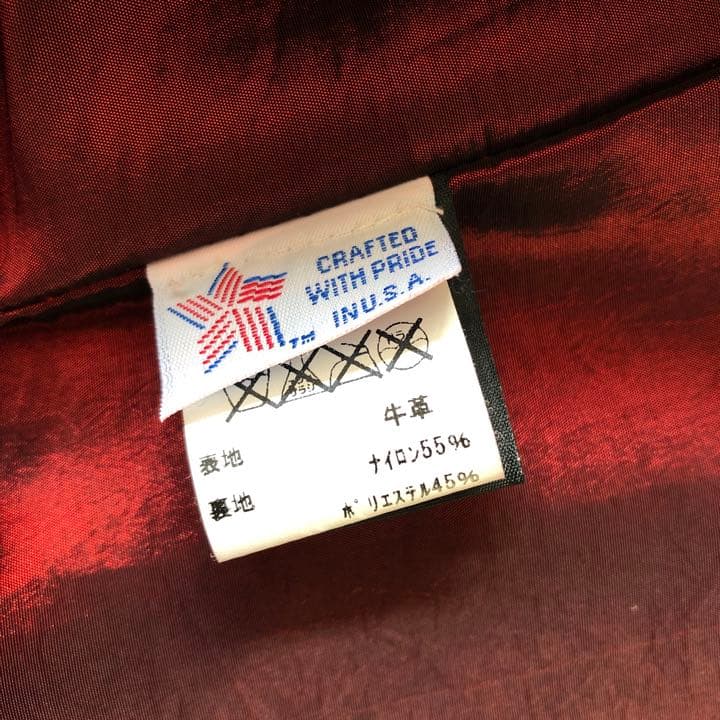 CRAFTED
WITH PRIDE
IN U.S.A.
TM
牛革
表地
ナイロン55%
裏地
ポリエステル45%